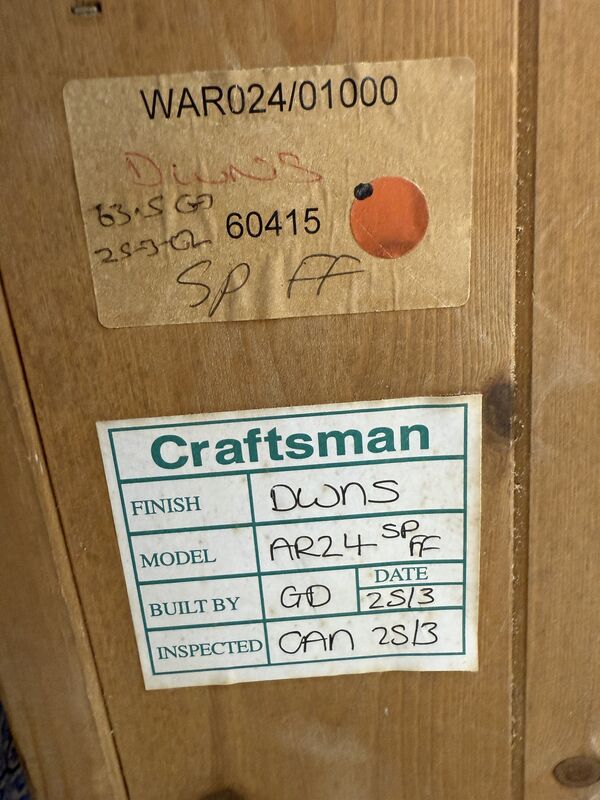 WAR024/01000
DWNS
63.5 GD
25-3-02 60415
SP FF
Craftsman
FINISH DWNS
MODEL AR24 SP FF
DATE
BUILT BY GD 25/3
INSPECTED CAN 25/3